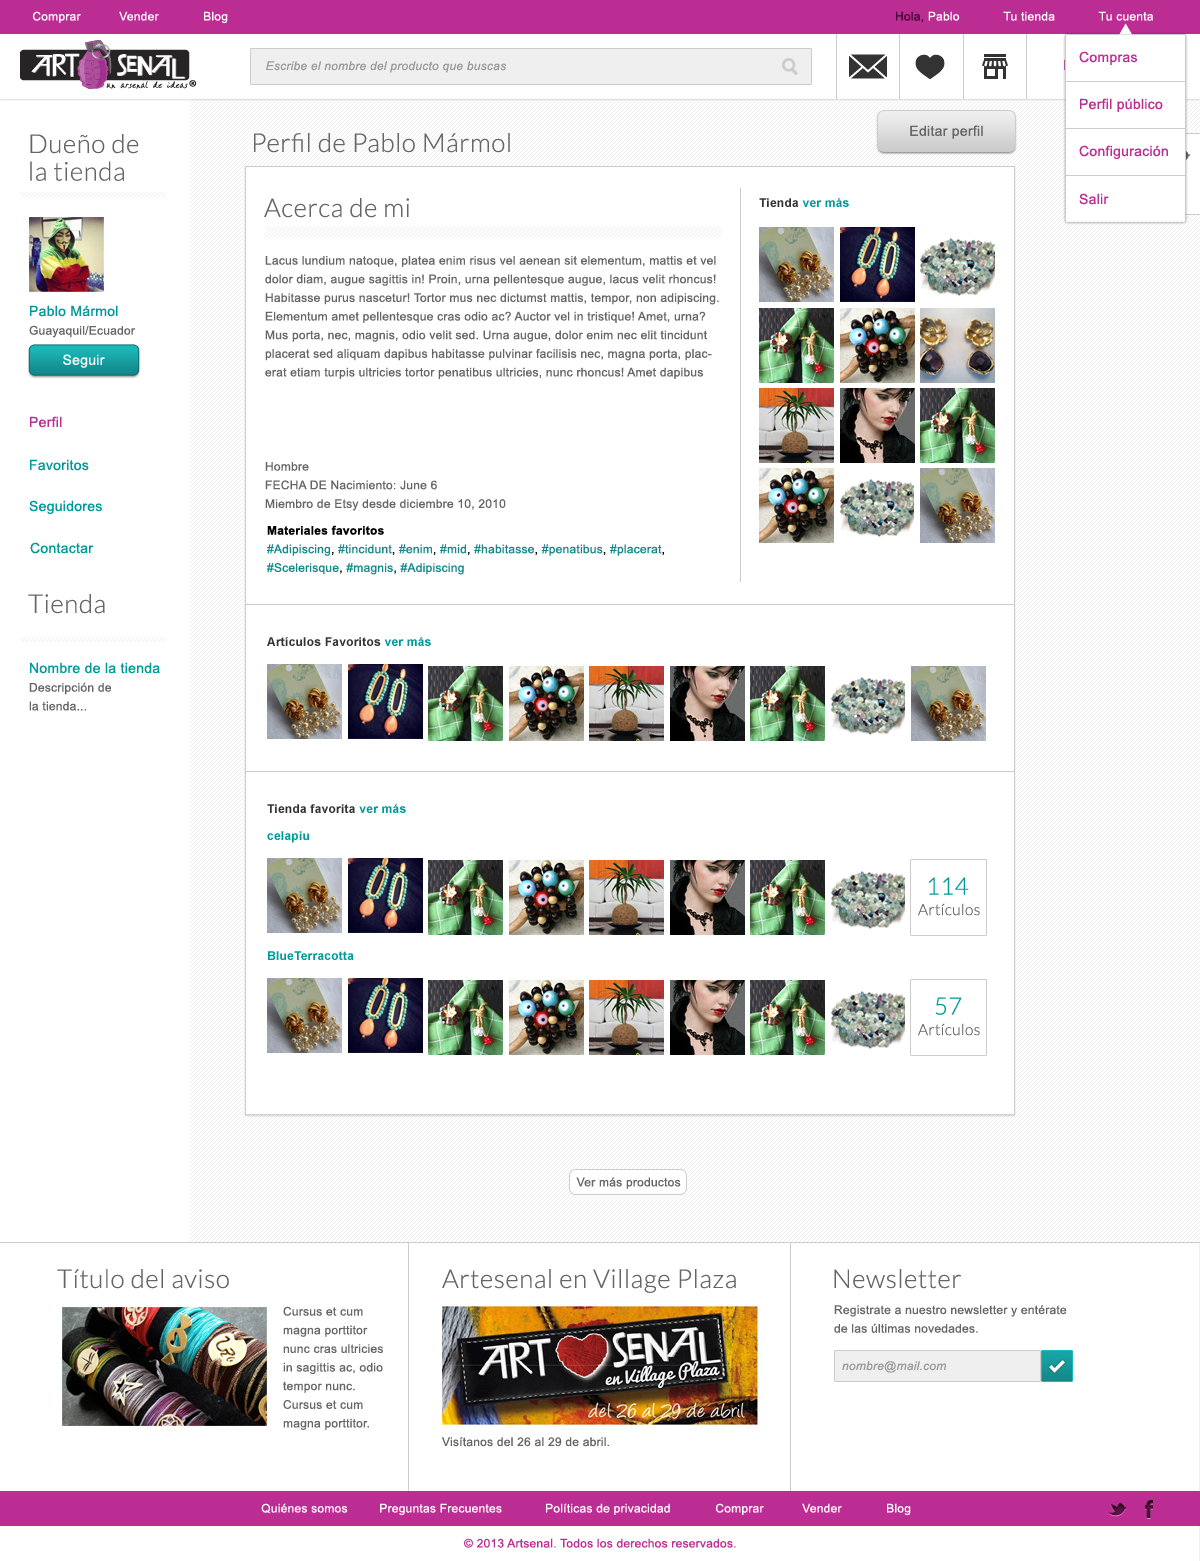 Comprar
Vender
Blog
Hola, Pablo
Tu tienda
Tu cuenta
ART SENAL
un arsenal de ideas
Escribe el nombre del producto que buscas
Compras
Perfil público
Configuración
Salir
Dueño de
la tienda
Pablo Mármol
Guayaquil/Ecuador
Seguir
Perfil
Favoritos
Seguidores
Contactar
Tienda
Nombre de la tienda
Descripción de
la tienda...
Perfil de Pablo Mármol
Editar perfil
Acerca de mi
Lacus lundium natoque, platea enim risus vel aenean sit elementum, mattis et vel
dolor diam, augue sagittis in! Proin, urna pellentesque augue, lacus velit rhoncus!
Habitasse purus nascetur! Tortor mus nec dictumst mattis, tempor, non adipiscing.
Elementum amet pellentesque cras odio ac? Auctor vel in tristique! Amet, urna?
Mus porta, nec, magnis, odio velit sed. Urna augue, dolor enim nec elit tincidunt
placerat sed aliquam dapibus habitasse pulvinar facilisis nec, magna porta, plac-
erat etiam turpis ultricies tortor penatibus ultricies, nunc rhoncus! Amet dapibus
Hombre
FECHA DE Nacimiento: June 6
Miembro de Etsy desde diciembre 10, 2010
Materiales favoritos
#Adipiscing, #tincidunt, #enim, #mid, #habitasse, #penatibus, #placerat,
#Scelerisque, #magnis, #Adipiscing
Tienda ver más
Artículos Favoritos ver más
Tienda favorita ver más
celapiu
114
Artículos
BlueTerracotta
57
Artículos
Ver más productos
Título del aviso
Cursus et cum
magna porttitor
nunc cras ultricies
in sagittis ac, odio
tempor nunc.
Cursus et cum
magna porttitor.
Artesenal en Village Plaza
ART SENAL
en Village Plaza
del 26 al 29 de abril
Visítanos del 26 al 29 de abril.
Newsletter
Registrate a nuestro newsletter y entérate
de las últimas novedades.
nombre@mail.com
Quiénes somos
Preguntas Frecuentes
Políticas de privacidad
Comprar
Vender
Blog
© 2013 Artsenal. Todos los derechos reservados.